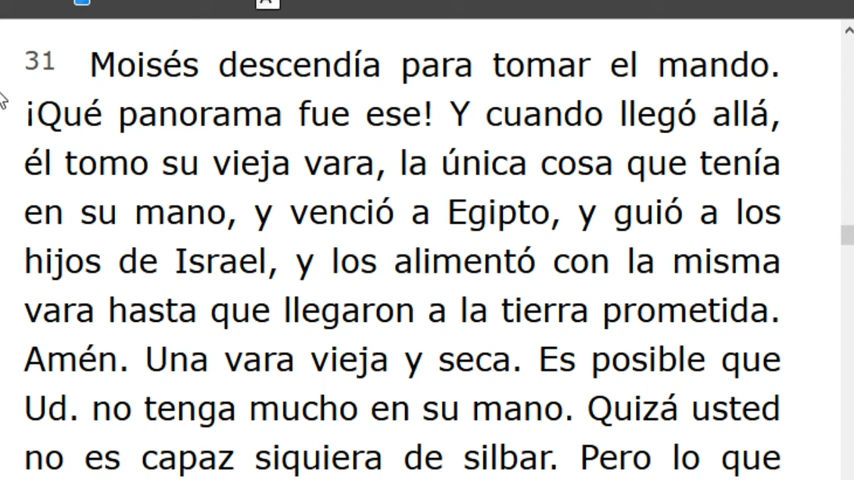 31 Moisés descendía para tomar el mando.
¡Qué panorama fue ese! Y cuando llegó allá,
él tomo su vieja vara, la única cosa que tenía
en su mano, y venció a Egipto, y guió a los
hijos de Israel, y los alimentó con la misma
vara hasta que llegaron a la tierra prometida.
Amén. Una vara vieja y seca. Es posible que
Ud. no tenga mucho en su mano. Quizá usted
no es capaz siquiera de silbar. Pero lo que